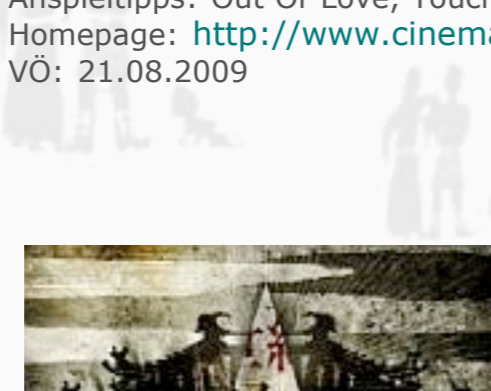 Anspieltipps: Out Of Love, Touch
Homepage: http://www.cinema
VÖ: 21.08.2009